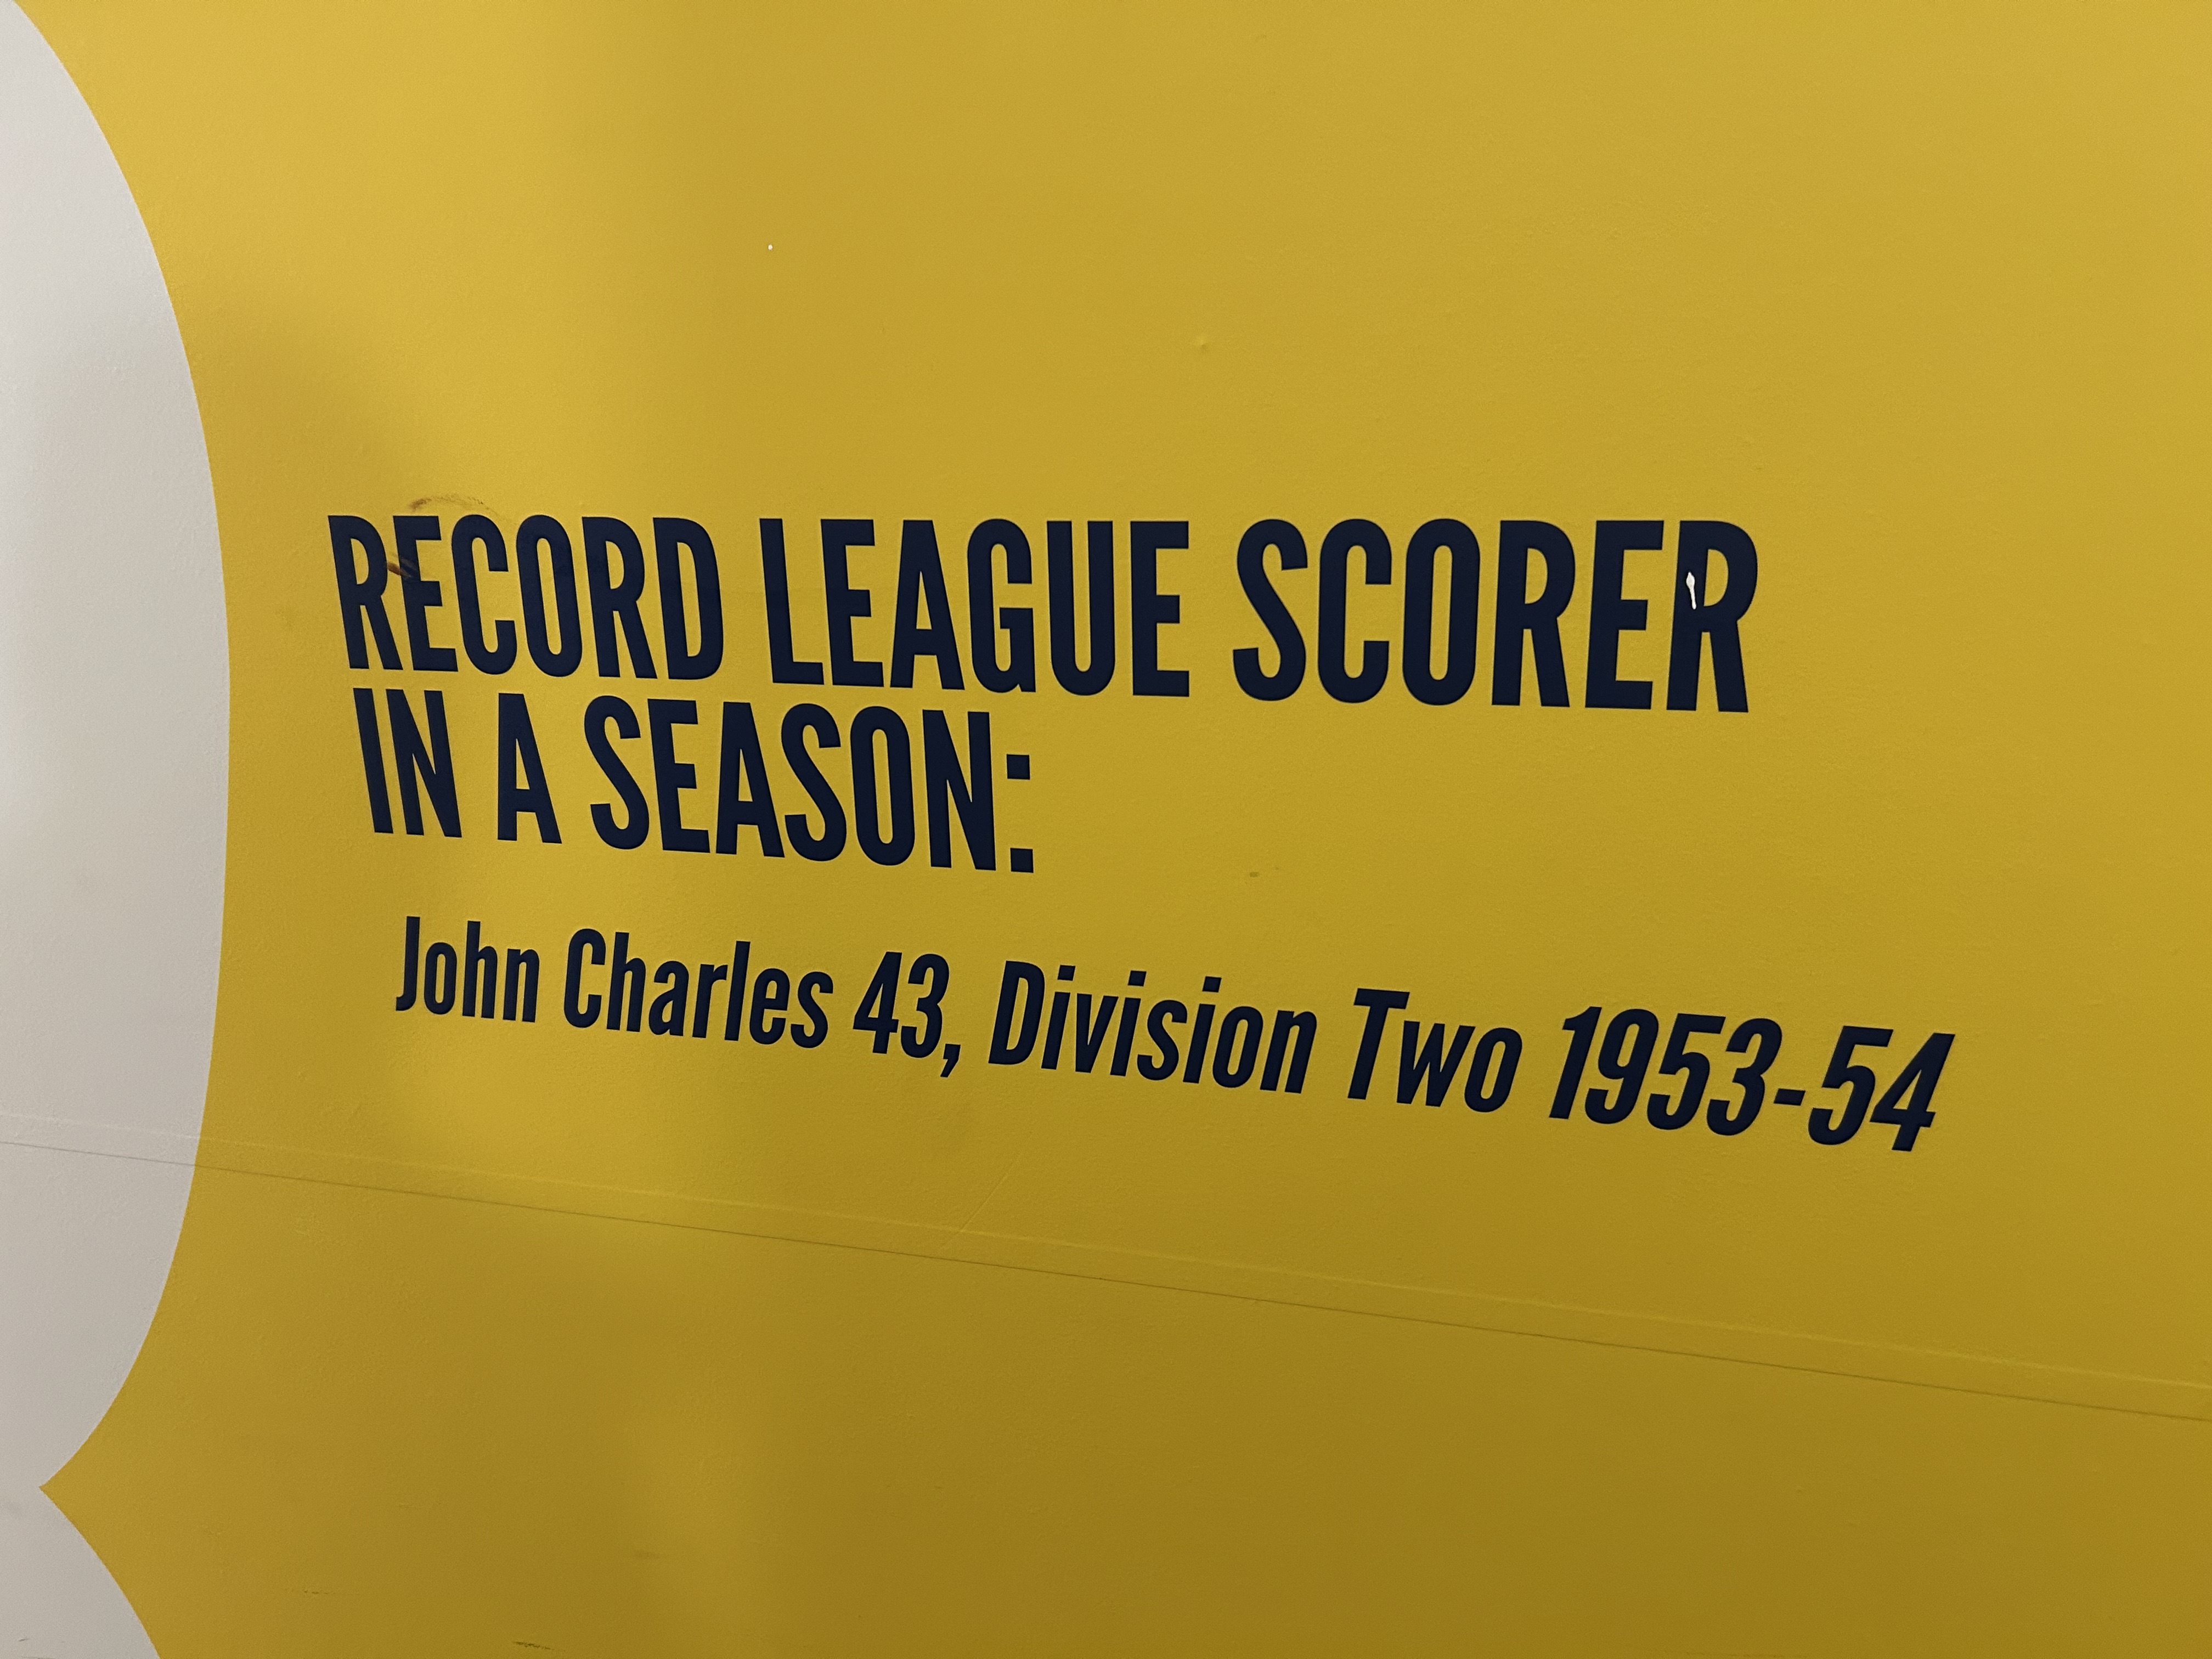 RECORD LEAGUE SCORER
IN A SEASON:
John Charles 43, Division Two 1953-54